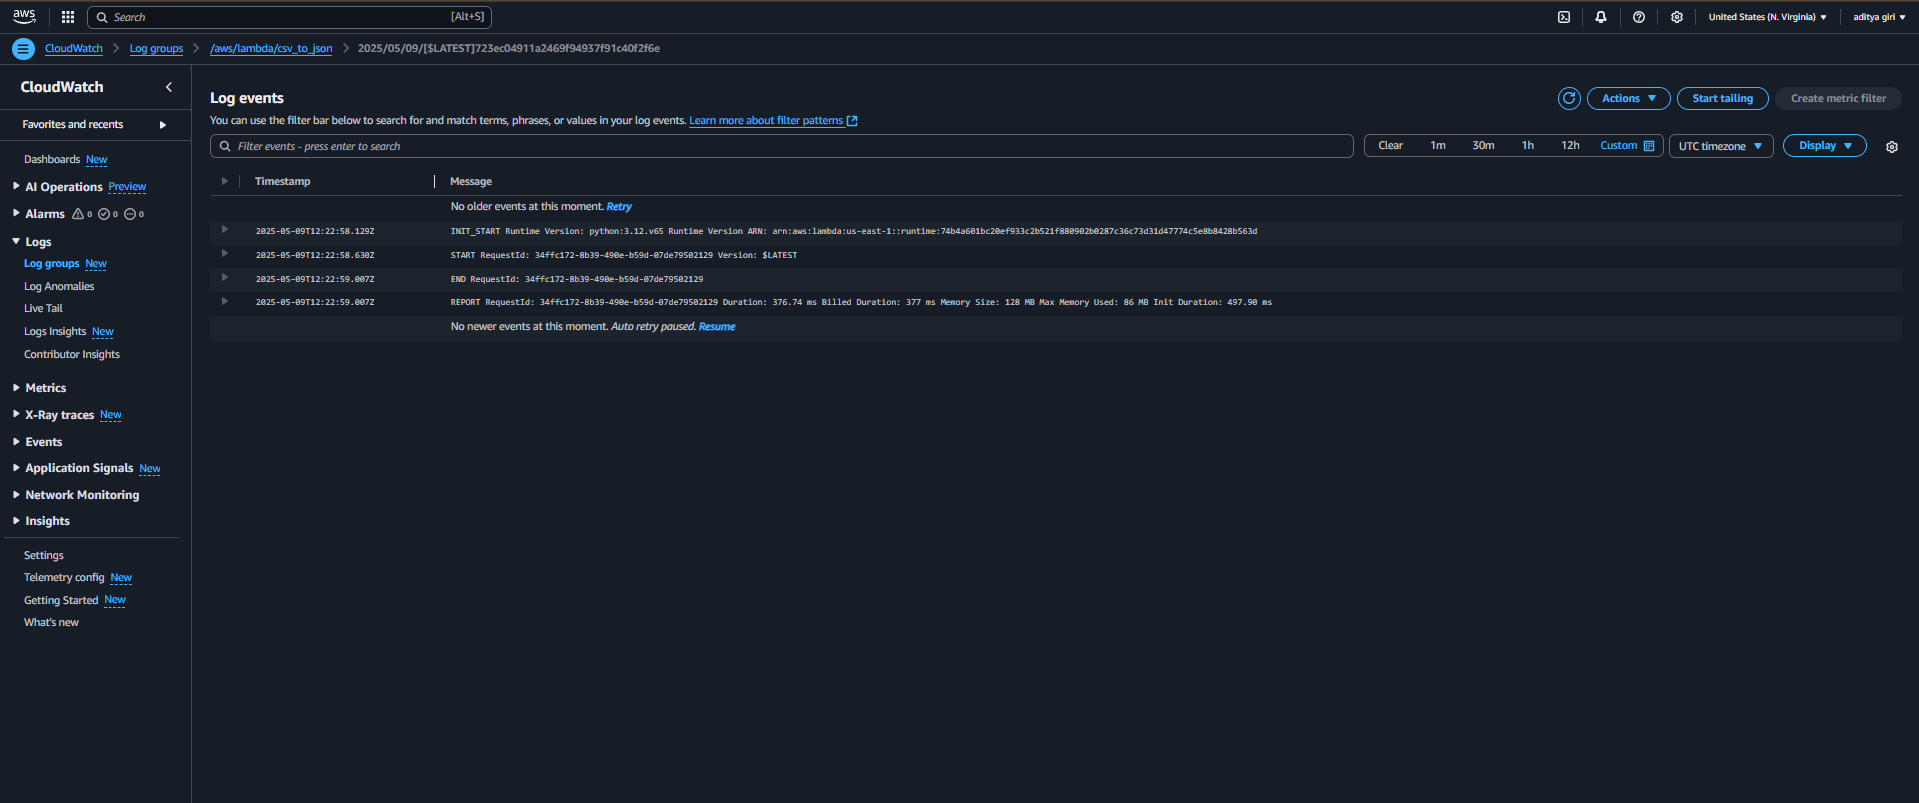 aws Search [Alt+S] United States (N. Virginia) aditya giri
CloudWatch Log groups /aws/lambda/csv_to_json 2025/05/09/[$LATEST]723ec04911a2469f94937f91c40f2f6e
CloudWatch
Favorites and recents
Dashboards New
AI Operations Preview
Alarms 0 0 0
Logs
Log groups New
Log Anomalies
Live Tail
Logs Insights New
Contributor Insights
Metrics
X-Ray traces New
Events
Application Signals New
Network Monitoring
Insights
Settings
Telemetry config New
Getting Started New
What's new
Log events
Actions Start tailing Create metric filter
You can use the filter bar below to search for and match terms, phrases, or values in your log events. Learn more about filter patterns
Filter events - press enter to search
Clear 1m 30m 1h 12h Custom UTC timezone Display
Timestamp Message
No older events at this moment. Retry
2025-05-09T12:22:58.129Z INIT_START Runtime Version: python:3.12.v65 Runtime Version ARN: arn:aws:lambda:us-east-1::runtime:74b4a601bc20ef933c2b521f880902b0287c36c73d31d47774c5e8b8428b563d
2025-05-09T12:22:58.630Z START RequestId: 34ffc172-8b39-490e-b59d-07de79502129 Version: $LATEST
2025-05-09T12:22:59.007Z END RequestId: 34ffc172-8b39-490e-b59d-07de79502129
2025-05-09T12:22:59.007Z REPORT RequestId: 34ffc172-8b39-490e-b59d-07de79502129 Duration: 376.74 ms Billed Duration: 377 ms Memory Size: 128 MB Max Memory Used: 86 MB Init Duration: 497.90 ms
No newer events at this moment. Auto retry paused. Resume